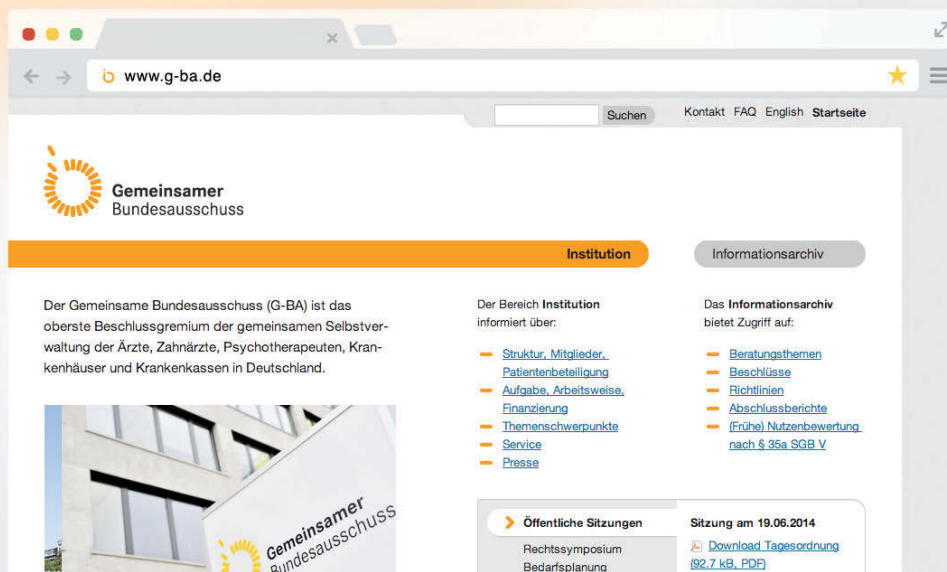 www.g-ba.de
Suchen
Kontakt FAQ English Startseite
Gemeinsamer
Bundesausschuss
Institution
Informationsarchiv
Der Gemeinsame Bundesausschuss (G-BA) ist das
oberste Beschlussgremium der gemeinsamen Selbstver-
waltung der Ärzte, Zahnärzte, Psychotherapeuten, Kran-
kenhäuser und Krankenkassen in Deutschland.
Der Bereich Institution
informiert über:
Struktur, Mitglieder,
Patientenbeteiligung
Aufgabe, Arbeitsweise,
Finanzierung
Themenschwerpunkte
Service
Presse
Das Informationsarchiv
bietet Zugriff auf:
Beratungsthemen
Beschlüsse
Richtlinien
Abschlussberichte
(Frühe) Nutzenbewertung
nach § 35a SGB V
Gemeinsamer
Bundesausschuss
Öffentliche Sitzungen
Rechtssymposium
Bedarfsplanung
Sitzung am 19.06.2014
Download Tagesordnung
(92.7 kB, PDF)